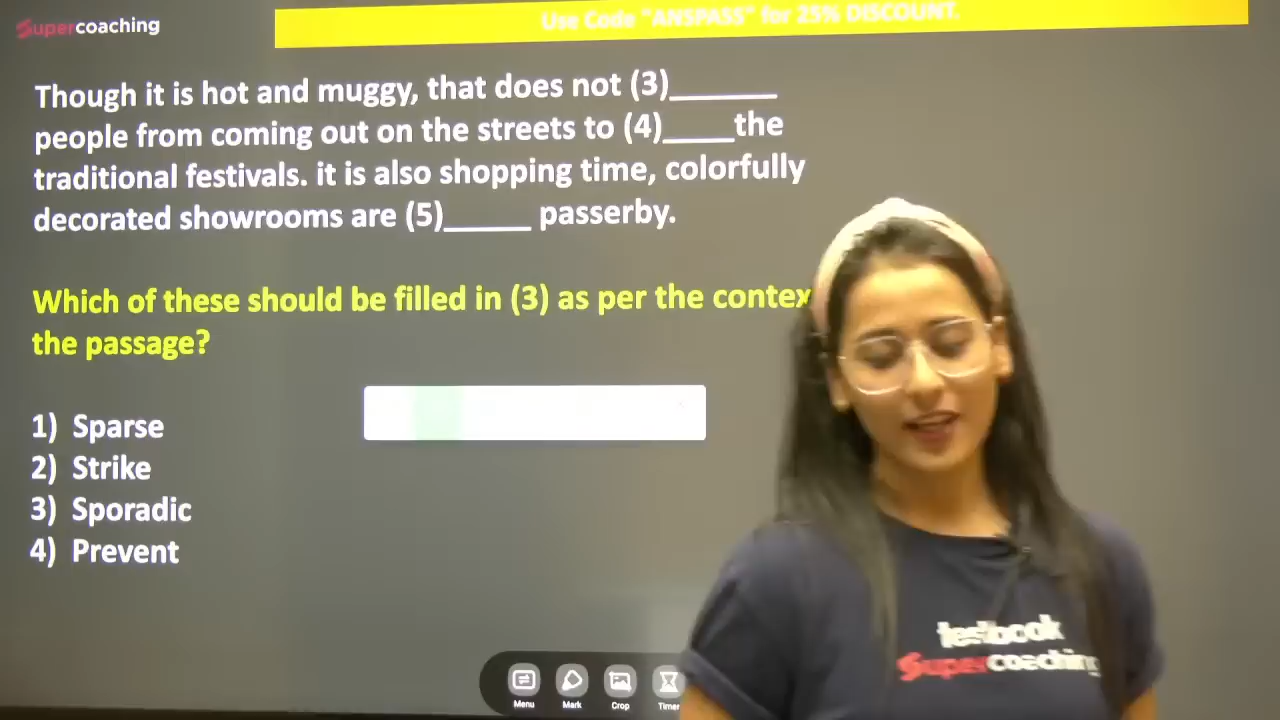 Supercoaching
Use Code "ANSPASS" for 25% DISCOUNT.
Though it is hot and muggy, that does not (3)_______
people from coming out on the streets to (4)____the
traditional festivals. it is also shopping time, colorfully
decorated showrooms are (5)_____ passerby.
Which of these should be filled in (3) as per the
the passage?
1) Sparse
2) Strike
3) Sporadic
4) Prevent
Menu
Mark
Crop
Timer
testbook
Supercoaching